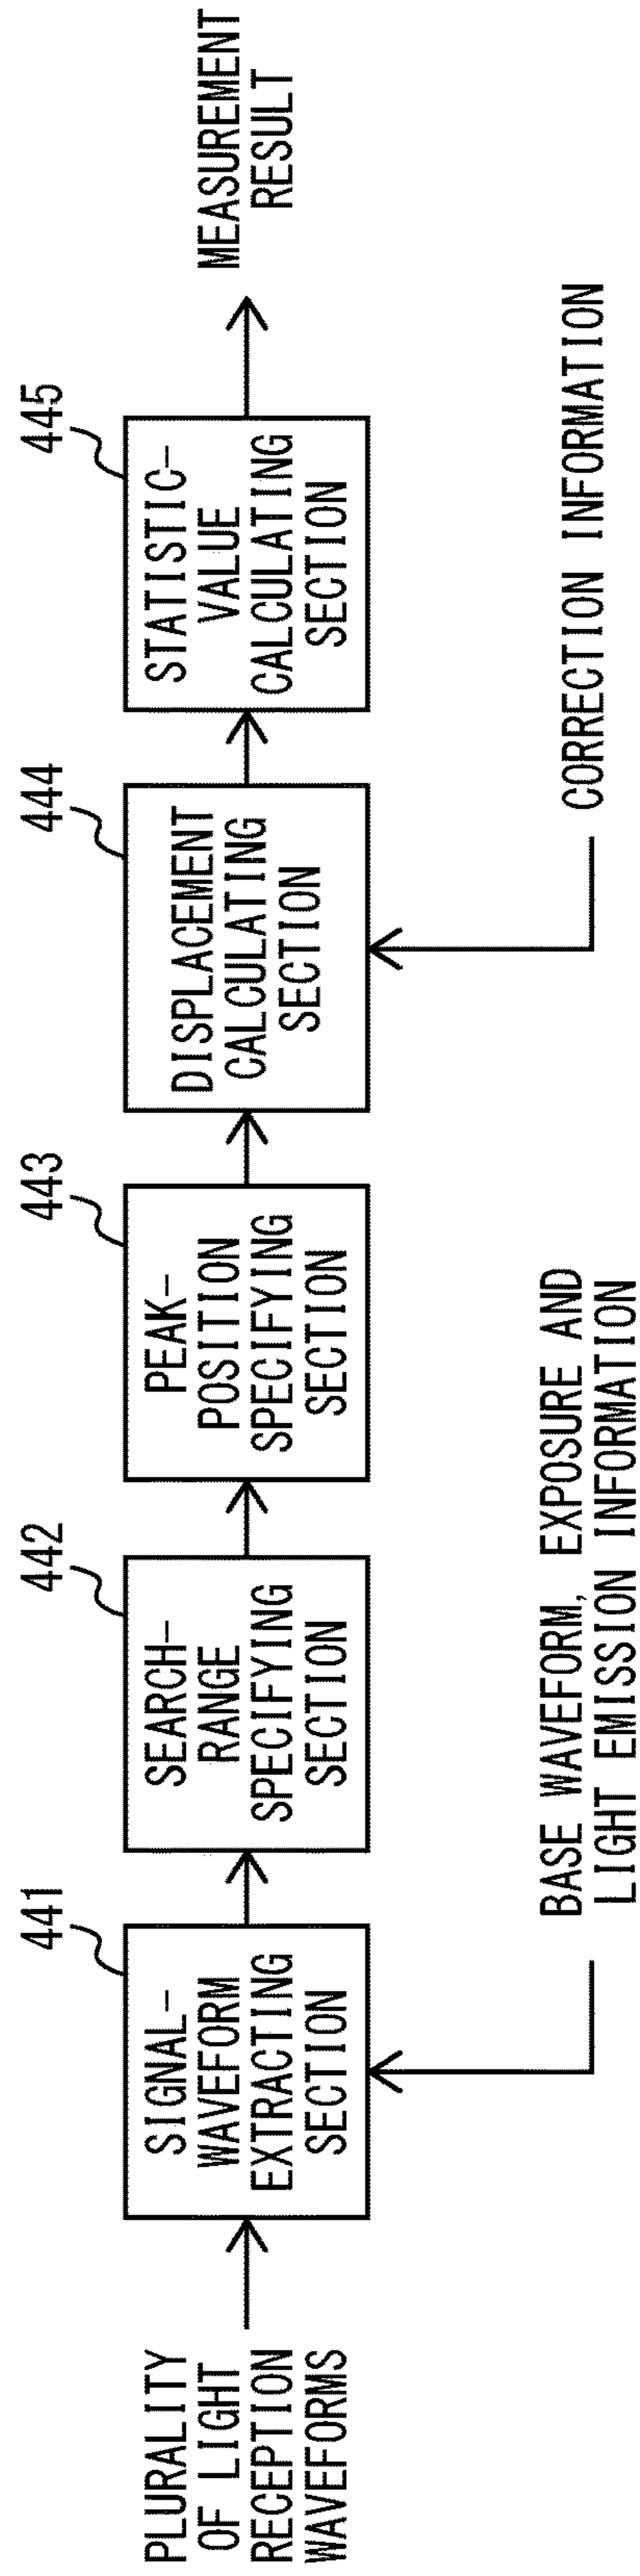 PLURALITY
OF LIGHT
RECEPTION
WAVEFORMS
441
SIGNAL-
WAVEFORM
EXTRACTING
SECTION
BASE WAVEFORM, EXPOSURE AND
LIGHT EMISSION INFORMATION
442
SEARCH-
RANGE
SPECIFYING
SECTION
443
PEAK-
POSITION
SPECIFYING
SECTION
444
DISPLACEMENT
CALCULATING
SECTION
CORRECTION INFORMATION
445
STATISTIC-
VALUE
CALCULATING
SECTION
MEASUREMENT
RESULT